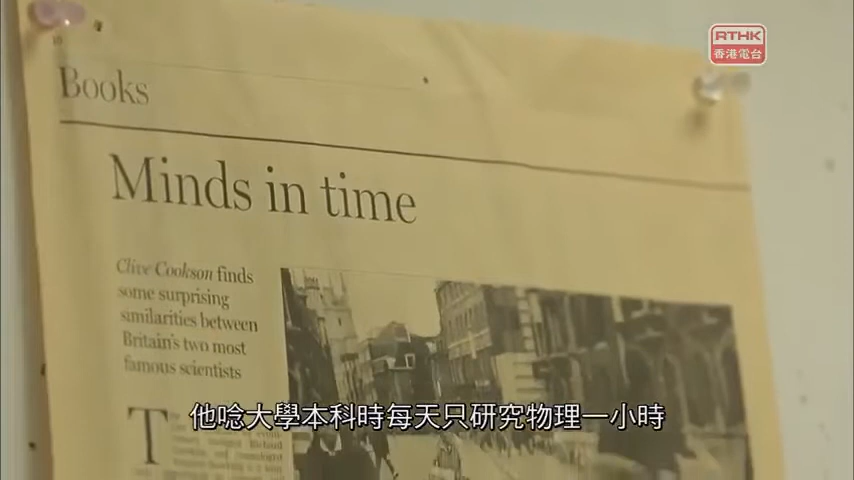 RTHK
香港電台
Books
Minds in time
Clive Cookson finds
some surprising
similarities between
Britain's two most
famous scientists
T
他唸大學本科時每天只研究物理一小時